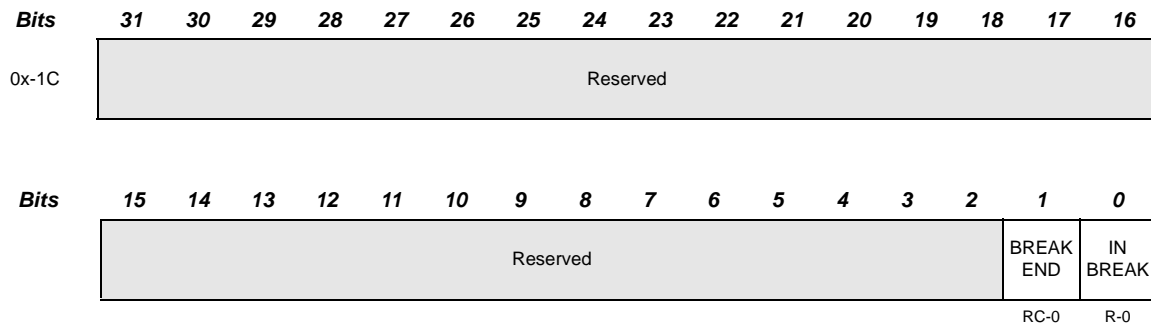 Bits 31 30 29 28 27 26 25 24 23 22 21 20 19 18 17 16
0x-1C Reserved
Bits 15 14 13 12 11 10 9 8 7 6 5 4 3 2 1 0
Reserved BREAK END IN BREAK
RC-0 R-0